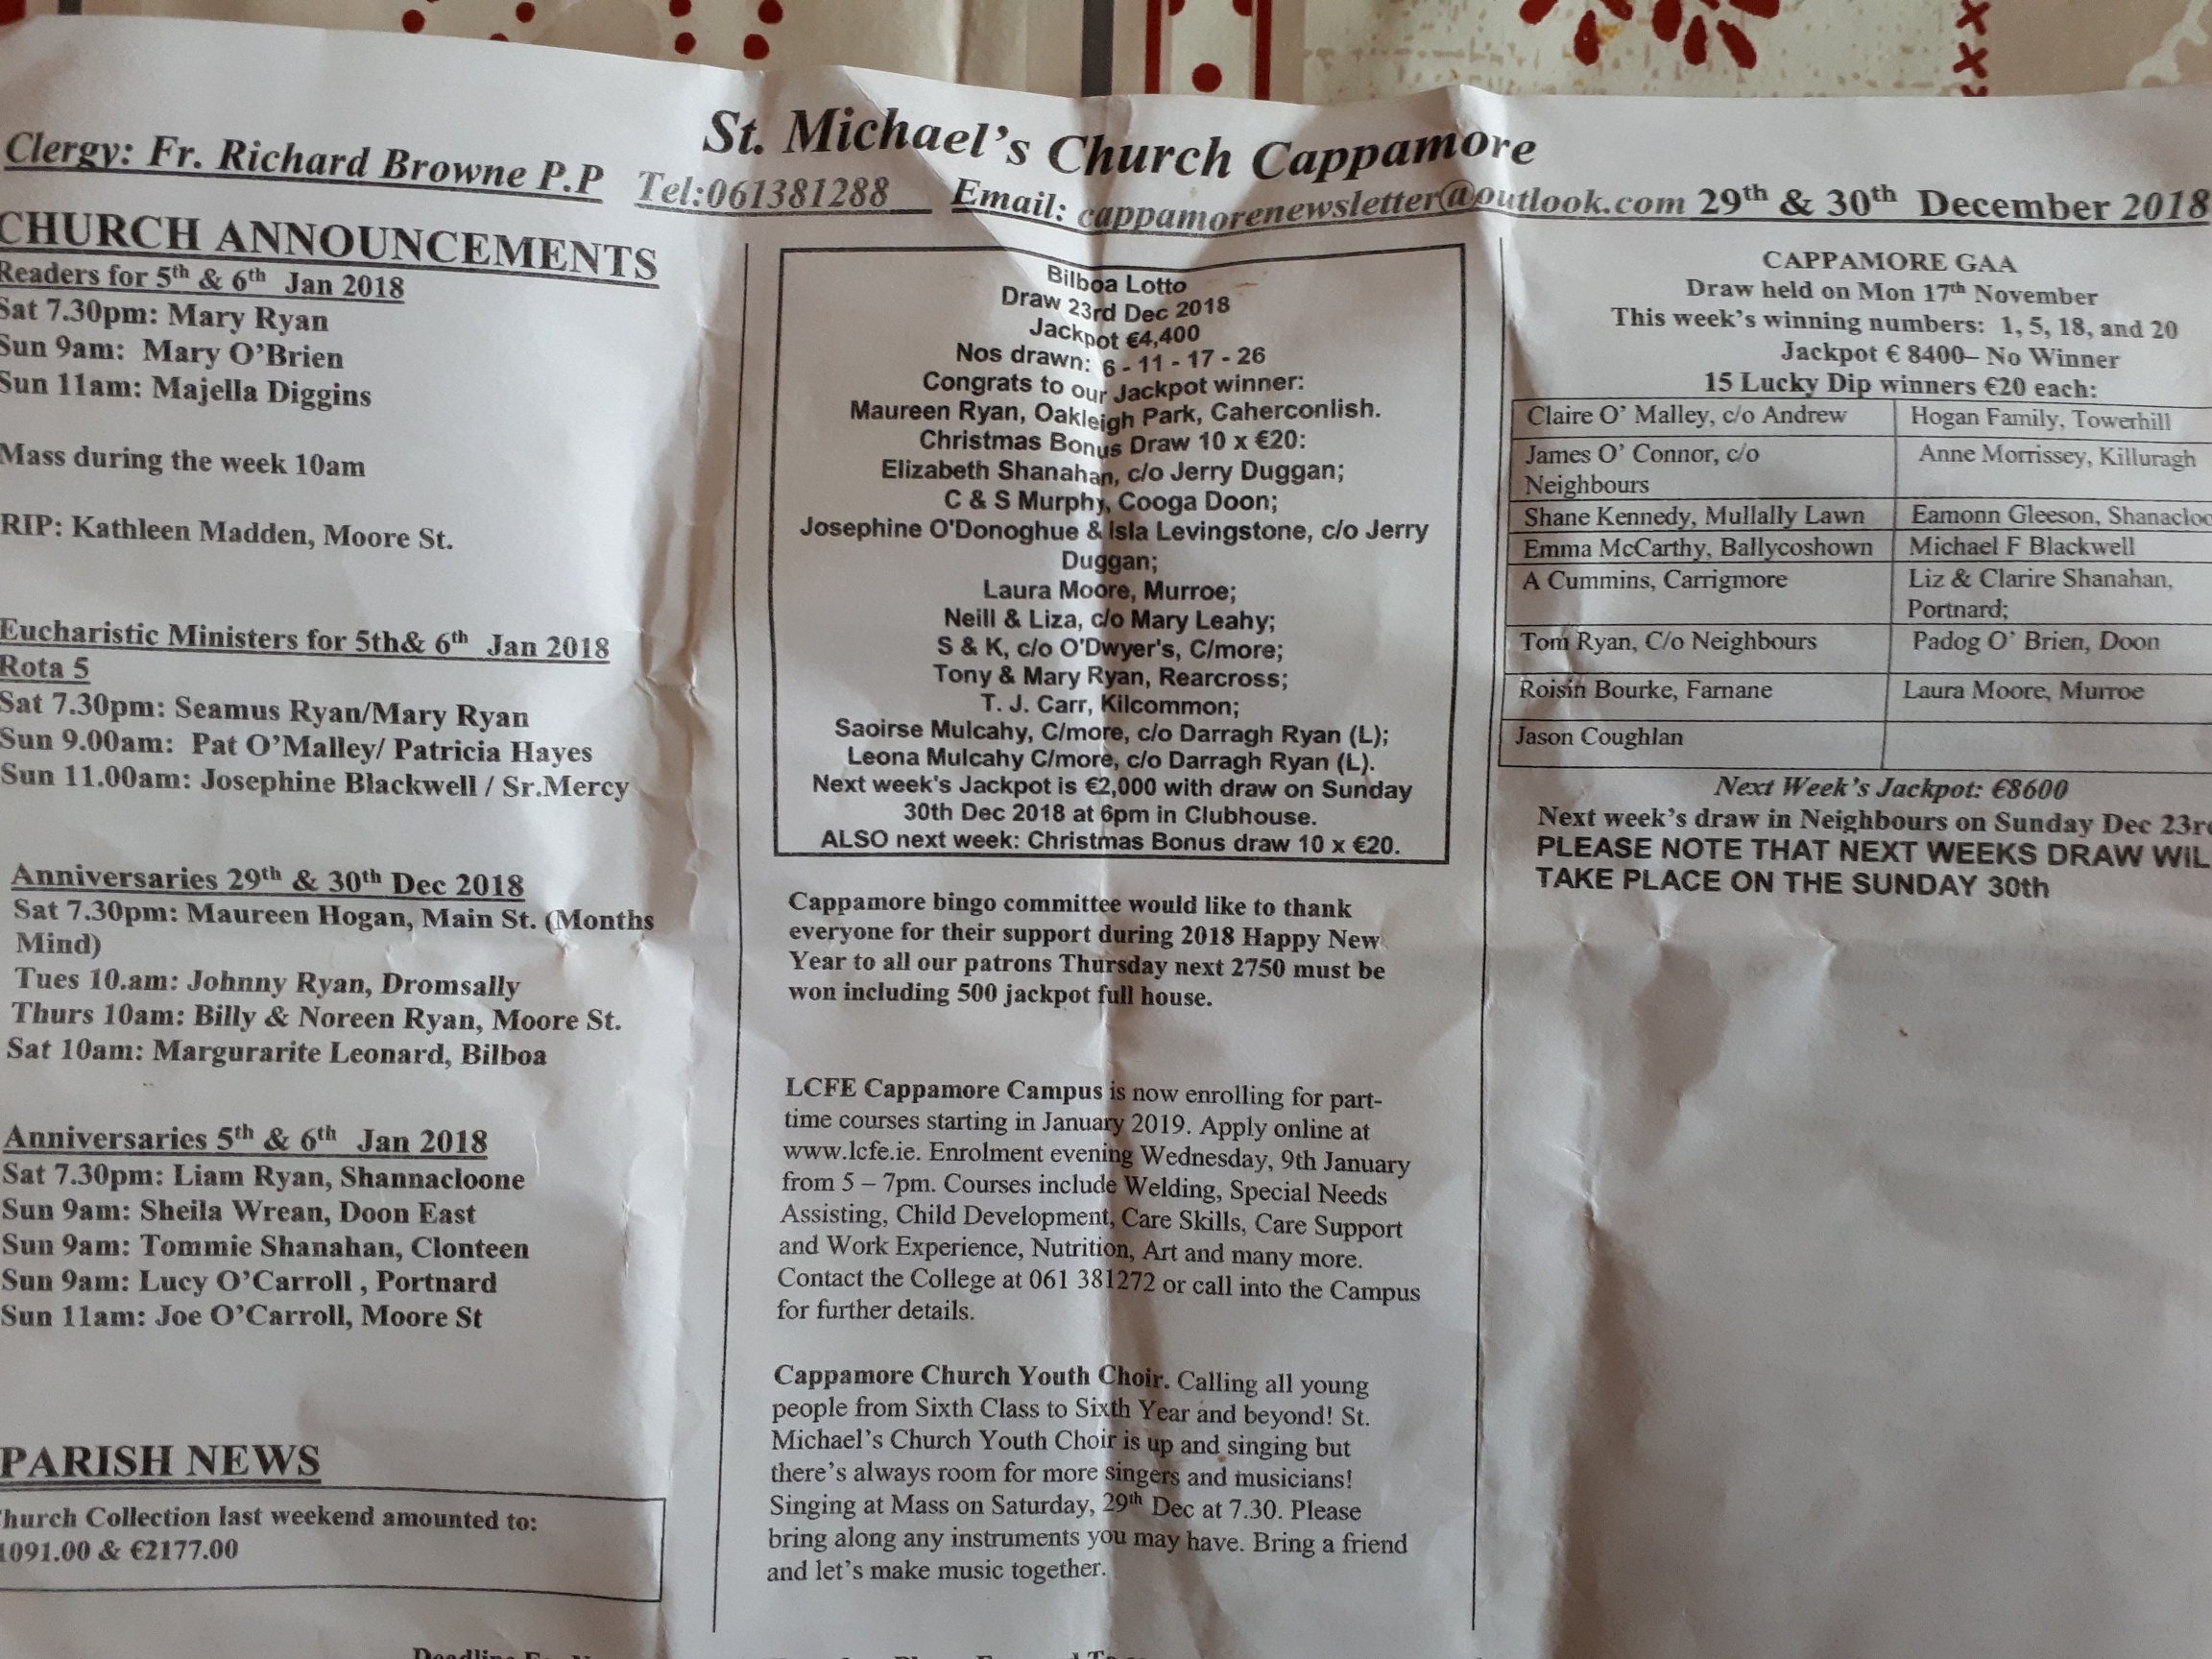 St. Michael's Church Cappamore
Clergy: Fr. Richard Browne P.P Tel:061381288 Email: cappamorenewsletter@outlook.com 29th & 30th December 2018
CHURCH ANNOUNCEMENTS
Readers for 5th & 6th Jan 2018
Sat 7.30pm: Mary Ryan
Sun 9am: Mary O'Brien
Sun 11am: Majella Diggins
Mass during the week 10am
RIP: Kathleen Madden, Moore St.
Eucharistic Ministers for 5th& 6th Jan 2018
Rota 5
Sat 7.30pm: Seamus Ryan/Mary Ryan
Sun 9.00am: Pat O'Malley/ Patricia Hayes
Sun 11.00am: Josephine Blackwell / Sr.Mercy
Anniversaries 29th & 30th Dec 2018
Sat 7.30pm: Maureen Hogan, Main St. (Months
Mind)
Tues 10.am: Johnny Ryan, Dromsally
Thurs 10am: Billy & Noreen Ryan, Moore St.
Sat 10am: Margurarite Leonard, Bilboa
Anniversaries 5th & 6th Jan 2018
Sat 7.30pm: Liam Ryan, Shannacloone
Sun 9am: Sheila Wrean, Doon East
Sun 9am: Tommie Shanahan, Clonteen
Sun 9am: Lucy O'Carroll , Portnard
Sun 11am: Joe O'Carroll, Moore St
PARISH NEWS
Church Collection last weekend amounted to:
1091.00 & €2177.00
Bilboa Lotto
Draw 23rd Dec 2018
Jackpot €4,400
Nos drawn: 6 - 11 - 17 - 26
Congrats to our Jackpot winner:
Maureen Ryan, Oakleigh Park, Caherconlish.
Christmas Bonus Draw 10 x €20:
Elizabeth Shanahan, c/o Jerry Duggan;
C & S Murphy, Cooga Doon;
Josephine O'Donoghue & Isla Levingstone, c/o Jerry
Duggan;
Laura Moore, Murroe;
Neill & Liza, c/o Mary Leahy;
S & K, c/o O'Dwyer's, C/more;
Tony & Mary Ryan, Rearcross;
T. J. Carr, Kilcommon;
Saoirse Mulcahy, C/more, c/o Darragh Ryan (L);
Leona Mulcahy C/more, c/o Darragh Ryan (L).
Next week's Jackpot is €2,000 with draw on Sunday
30th Dec 2018 at 6pm in Clubhouse.
ALSO next week: Christmas Bonus draw 10 x €20.
Cappamore bingo committee would like to thank
everyone for their support during 2018 Happy New
Year to all our patrons Thursday next 2750 must be
won including 500 jackpot full house.
LCFE Cappamore Campus is now enrolling for part-
time courses starting in January 2019. Apply online at
www.lcfe.ie. Enrolment evening Wednesday, 9th January
from 5 – 7pm. Courses include Welding, Special Needs
Assisting, Child Development, Care Skills, Care Support
and Work Experience, Nutrition, Art and many more.
Contact the College at 061 381272 or call into the Campus
for further details.
Cappamore Church Youth Choir. Calling all young
people from Sixth Class to Sixth Year and beyond! St.
Michael's Church Youth Choir is up and singing but
there's always room for more singers and musicians!
Singing at Mass on Saturday, 29th Dec at 7.30. Please
bring along any instruments you may have. Bring a friend
and let's make music together.
CAPPAMORE GAA
Draw held on Mon 17th November
This week's winning numbers: 1, 5, 18, and 20
Jackpot € 8400– No Winner
15 Lucky Dip winners €20 each:
Claire O' Malley, c/o Andrew Hogan Family, Towerhill
James O' Connor, c/o Anne Morrissey, Killuragh
Neighbours
Shane Kennedy, Mullally Lawn Eamonn Gleeson, Shanacloo
Emma McCarthy, Ballycoshown Michael F Blackwell
A Cummins, Carrigmore Liz & Clarire Shanahan,
Portnard;
Tom Ryan, C/o Neighbours Padog O' Brien, Doon
Roisin Bourke, Farnane Laura Moore, Murroe
Jason Coughlan
Next Week's Jackpot: €8600
Next week's draw in Neighbours on Sunday Dec 23rd
PLEASE NOTE THAT NEXT WEEKS DRAW WIL
TAKE PLACE ON THE SUNDAY 30th